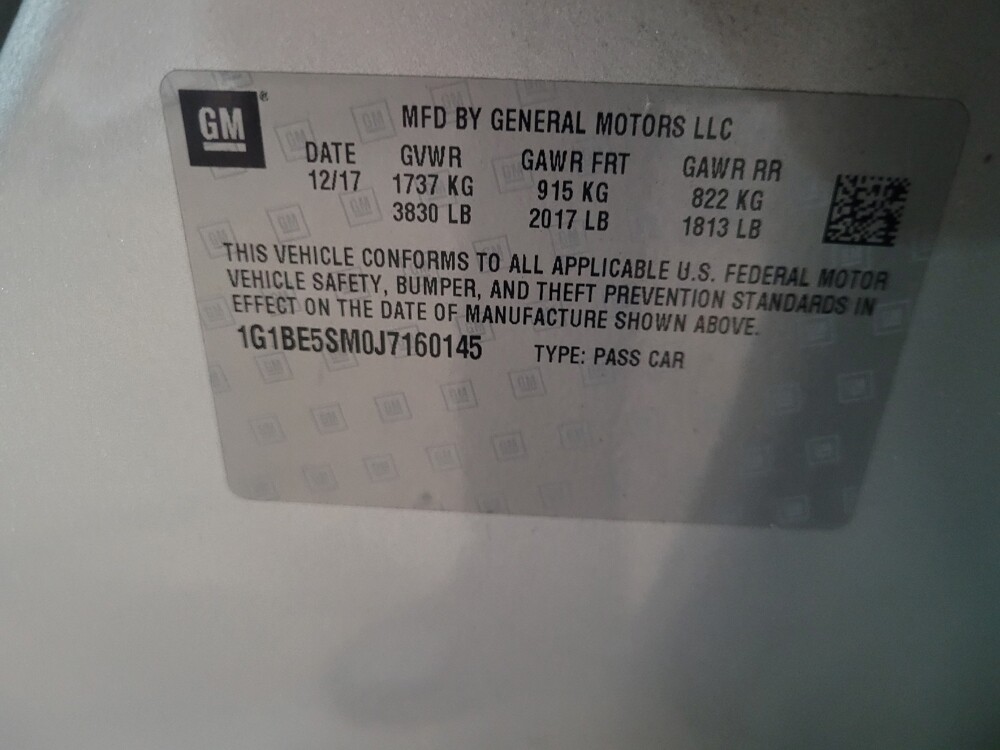 GM®
MFD BY GENERAL MOTORS LLC
DATE GVWR GAWR FRT GAWR RR
12/17 1737 KG 915 KG 822 KG
3830 LB 2017 LB 1813 LB
THIS VEHICLE CONFORMS TO ALL APPLICABLE U.S. FEDERAL MOTOR
VEHICLE SAFETY, BUMPER, AND THEFT PREVENTION STANDARDS IN
EFFECT ON THE DATE OF MANUFACTURE SHOWN ABOVE.
1G1BE5SM0J7160145 TYPE: PASS CAR